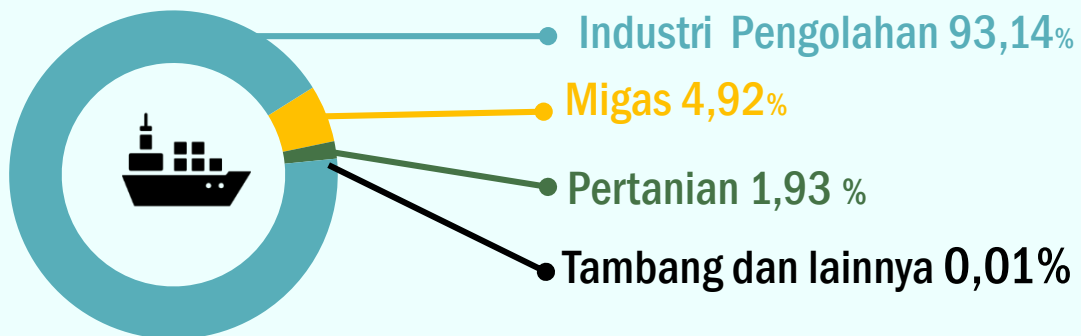 Industri Pengolahan 93,14%
Migas 4,92%
Pertanian 1,93 %
Tambang dan lainnya 0,01%